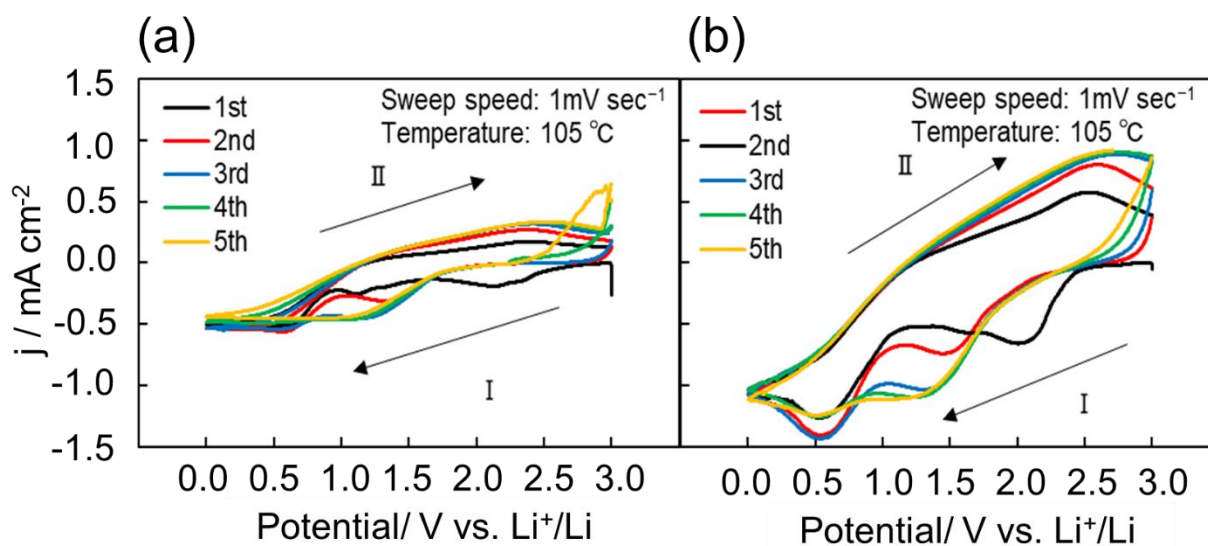 (a)
(b)
1.5
1.0
0.5
0.0
-0.5
-1.0
-1.5
j / mA cm⁻²
1st
2nd
3rd
4th
5th
Sweep speed: 1mV sec⁻¹
Temperature: 105 ℃
Ⅱ
Ⅰ
0.0 0.5 1.0 1.5 2.0 2.5 3.0
Potential/ V vs. Li⁺/Li
1st
2nd
3rd
4th
5th
Sweep speed: 1mV sec⁻¹
Temperature: 105 ℃
Ⅱ
Ⅰ
0.0 0.5 1.0 1.5 2.0 2.5 3.0
Potential/ V vs. Li⁺/Li